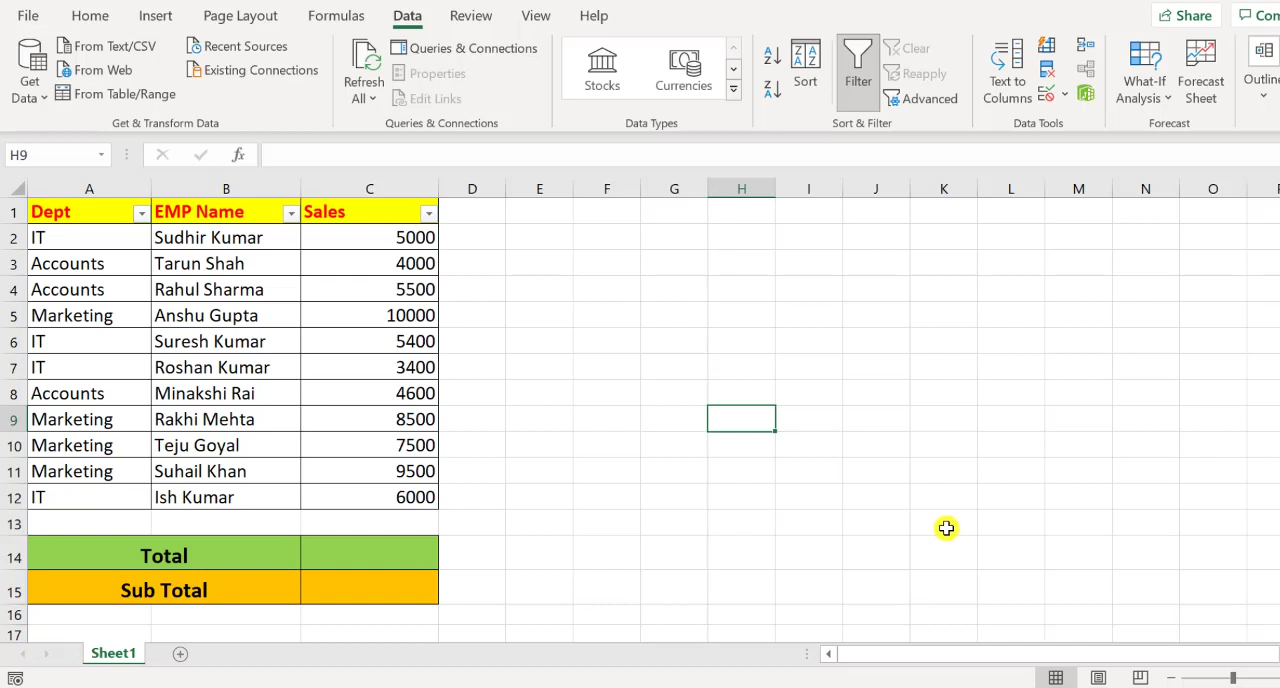 File Home Insert Page Layout Formulas Data Review View Help Share Con
Get Data
From Text/CSV
From Web
From Table/Range
Recent Sources
Existing Connections
Get & Transform Data
Refresh All
Queries & Connections
Properties
Edit Links
Queries & Connections
Stocks Currencies
Data Types
Sort
Filter
Clear
Reapply
Advanced
Sort & Filter
Text to Columns
Data Tools
What-If Analysis
Forecast Sheet
Forecast
Outline
H9 fx
A B C D E F G H I J K L M N O
1 Dept EMP Name Sales
2 IT Sudhir Kumar 5000
3 Accounts Tarun Shah 4000
4 Accounts Rahul Sharma 5500
5 Marketing Anshu Gupta 10000
6 IT Suresh Kumar 5400
7 IT Roshan Kumar 3400
8 Accounts Minakshi Rai 4600
9 Marketing Rakhi Mehta 8500
10 Marketing Teju Goyal 7500
11 Marketing Suhail Khan 9500
12 IT Ish Kumar 6000
13
14 Total
15 Sub Total
16
17
Sheet1